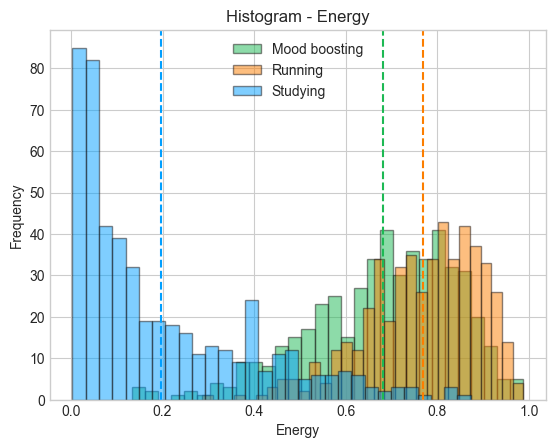 Histogram - Energy
Mood boosting
Running
Studying
Frequency
80
70
60
50
40
30
20
10
0
0.0 0.2 0.4 0.6 0.8 1.0
Energy